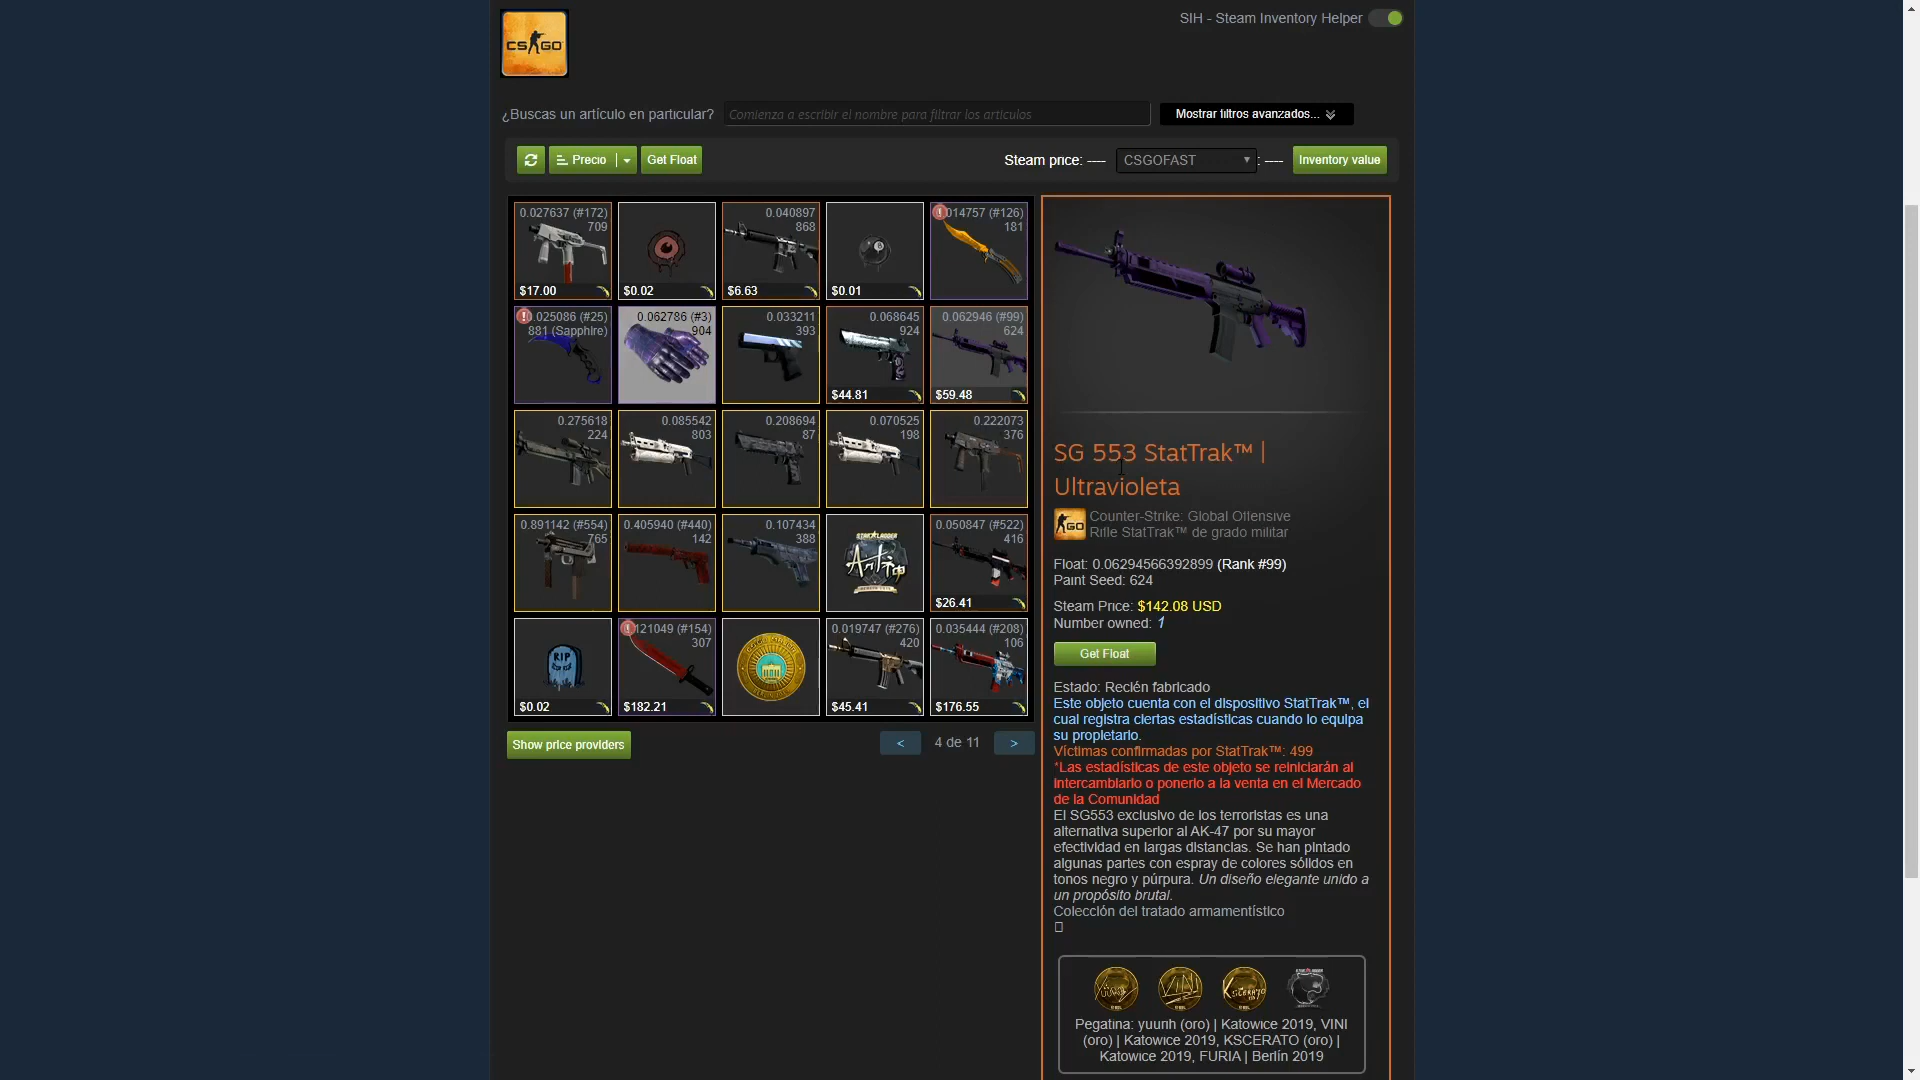 SIH - Steam Inventory Helper
CS GO
¿Buscas un artículo en particular?
Comienza a escribir el nombre para filtrar los artículos
Mostrar filtros avanzados...
Precio
Get Float
Steam price: ----
CSGOFAST
: ----
Inventory value
0.027637 (#172)
709
$17.00
$0.02
0.040897
868
$6.63
$0.01
014757 (#126)
181
0.025086 (#25)
881 (Sapphire)
0.062786 (#3)
904
0.033211
393
0.068645
924
$44.81
0.062946 (#99)
624
$59.48
0.275618
224
0.085542
803
0.208694
87
0.070525
198
0.222073
376
0.891142 (#554)
765
0.405940 (#440)
142
0.107434
388
0.050847 (#522)
416
$26.41
RIP
$0.02
121049 (#154)
307
$182.21
0.019747 (#276)
420
$45.41
0.035444 (#208)
106
$176.55
Show price providers
<
4 de 11
>
SG 553 StatTrak™ |
Ultravioleta
GO
Counter-Strike: Global Offensive
Rifle StatTrak™ de grado militar
Float: 0.06294566392899 (Rank #99)
Paint Seed: 624
Steam Price: $142.08 USD
Number owned: 1
Get Float
Estado: Recién fabricado
Este objeto cuenta con el dispositivo StatTrak™, el
cual registra ciertas estadísticas cuando lo equipa
su propietario.
Víctimas confirmadas por StatTrak™: 499
*Las estadísticas de este objeto se reiniciarán al
intercambiarlo o ponerlo a la venta en el Mercado
de la Comunidad
El SG553 exclusivo de los terroristas es una
alternativa superior al AK-47 por su mayor
efectividad en largas distancias. Se han pintado
algunas partes con espray de colores sólidos en
tonos negro y púrpura. Un diseño elegante unido a
un propósito brutal.
Colección del tratado armamentístico
Pegatina: yuurih (oro) | Katowice 2019, VINI
(oro) | Katowice 2019, KSCERATO (oro) |
Katowice 2019, FURIA | Berlín 2019